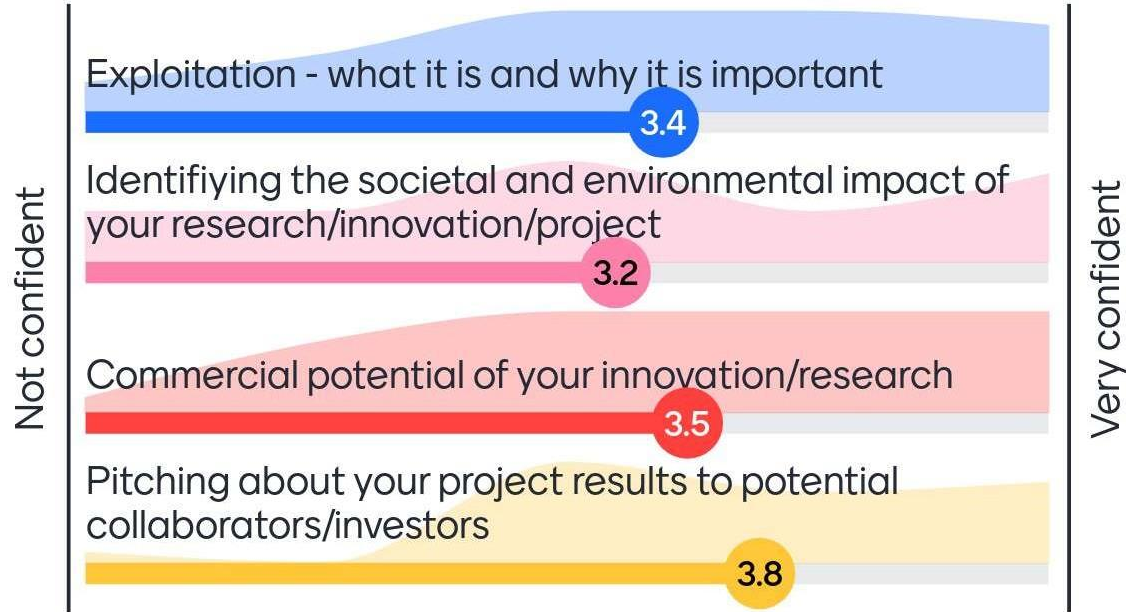 Not confident
Exploitation - what it is and why it is important
3.4
Identifiying the societal and environmental impact of
your research/innovation/project
3.2
Commercial potential of your innovation/research
3.5
Pitching about your project results to potential
collaborators/investors
3.8
Very confident